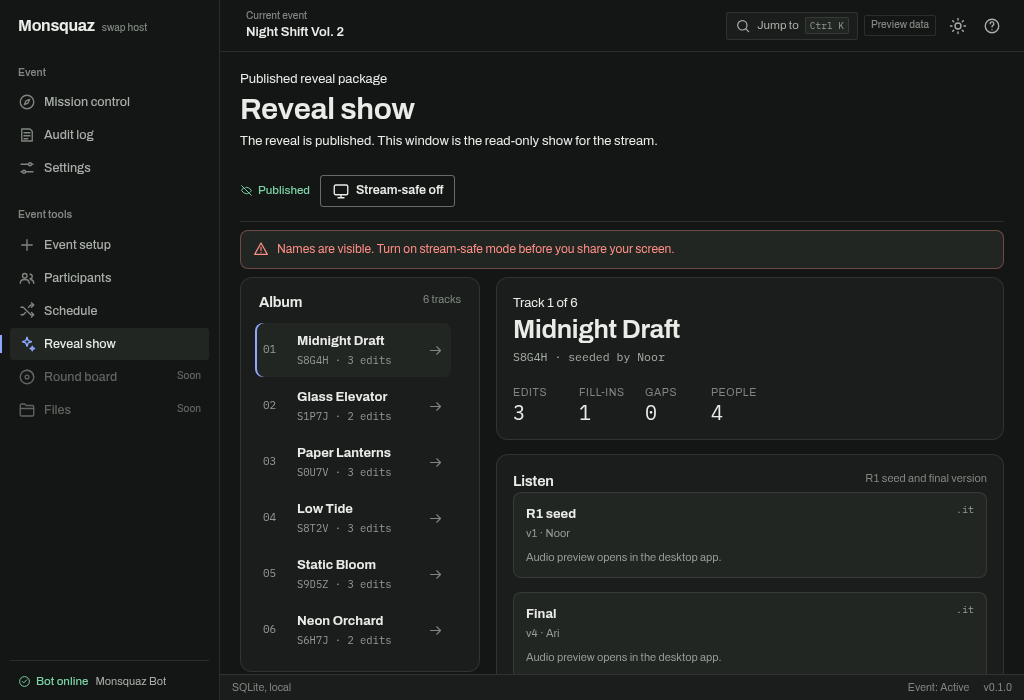 Monsquaz swap host
Event
Mission control
Audit log
Settings
Event tools
Event setup
Participants
Schedule
Reveal show
Round board Soon
Files Soon
Bot online Monsquaz Bot
Current event
Night Shift Vol. 2
Jump to Ctrl K
Preview data
Published reveal package
Reveal show
The reveal is published. This window is the read-only show for the stream.
Published
Stream-safe off
Names are visible. Turn on stream-safe mode before you share your screen.
Album 6 tracks
01 Midnight Draft
S8G4H · 3 edits
02 Glass Elevator
S1P7J · 2 edits
03 Paper Lanterns
S0U7V · 3 edits
04 Low Tide
S8T2V · 3 edits
05 Static Bloom
S9D5Z · 3 edits
06 Neon Orchard
S6H7J · 2 edits
Track 1 of 6
Midnight Draft
S8G4H · seeded by Noor
EDITS FILL-INS GAPS PEOPLE
3 1 0 4
Listen R1 seed and final version
R1 seed .it
v1 · Noor
Audio preview opens in the desktop app.
Final .it
v4 · Ari
Audio preview opens in the desktop app.
SQLite, local
Event: Active v0.1.0